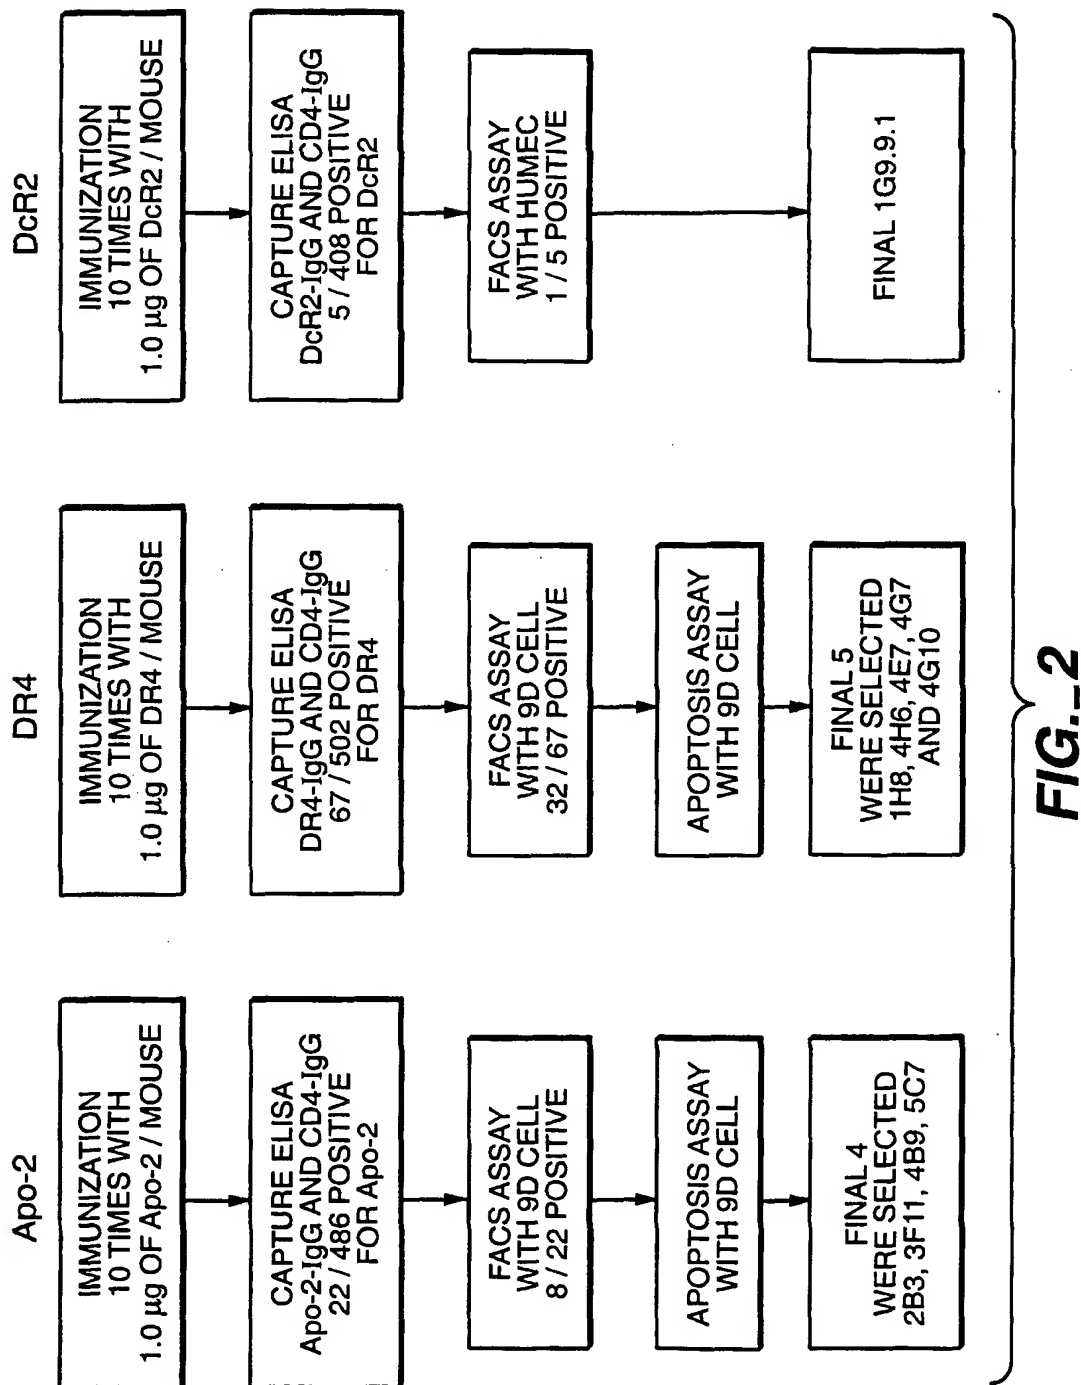 Apo-2
IMMUNIZATION
10 TIMES WITH
1.0 µg OF Apo-2 / MOUSE
CAPTURE ELISA
Apo-2-IgG AND CD4-IgG
22 / 486 POSITIVE
FOR Apo-2
FACS ASSAY
WITH 9D CELL
8 / 22 POSITIVE
APOPTOSIS ASSAY
WITH 9D CELL
FINAL 4
WERE SELECTED
2B3, 3F11, 4B9, 5C7
DR4
IMMUNIZATION
10 TIMES WITH
1.0 µg OF DR4 / MOUSE
CAPTURE ELISA
DR4-IgG AND CD4-IgG
67 / 502 POSITIVE
FOR DR4
FACS ASSAY
WITH 9D CELL
32 / 67 POSITIVE
APOPTOSIS ASSAY
WITH 9D CELL
FINAL 5
WERE SELECTED
1H8, 4H6, 4E7, 4G7
AND 4G10
DcR2
IMMUNIZATION
10 TIMES WITH
1.0 µg OF DcR2 / MOUSE
CAPTURE ELISA
DcR2-IgG AND CD4-IgG
5 / 408 POSITIVE
FOR DcR2
FACS ASSAY
WITH HUMEC
1 / 5 POSITIVE
FINAL 1G9.9.1
FIG._2